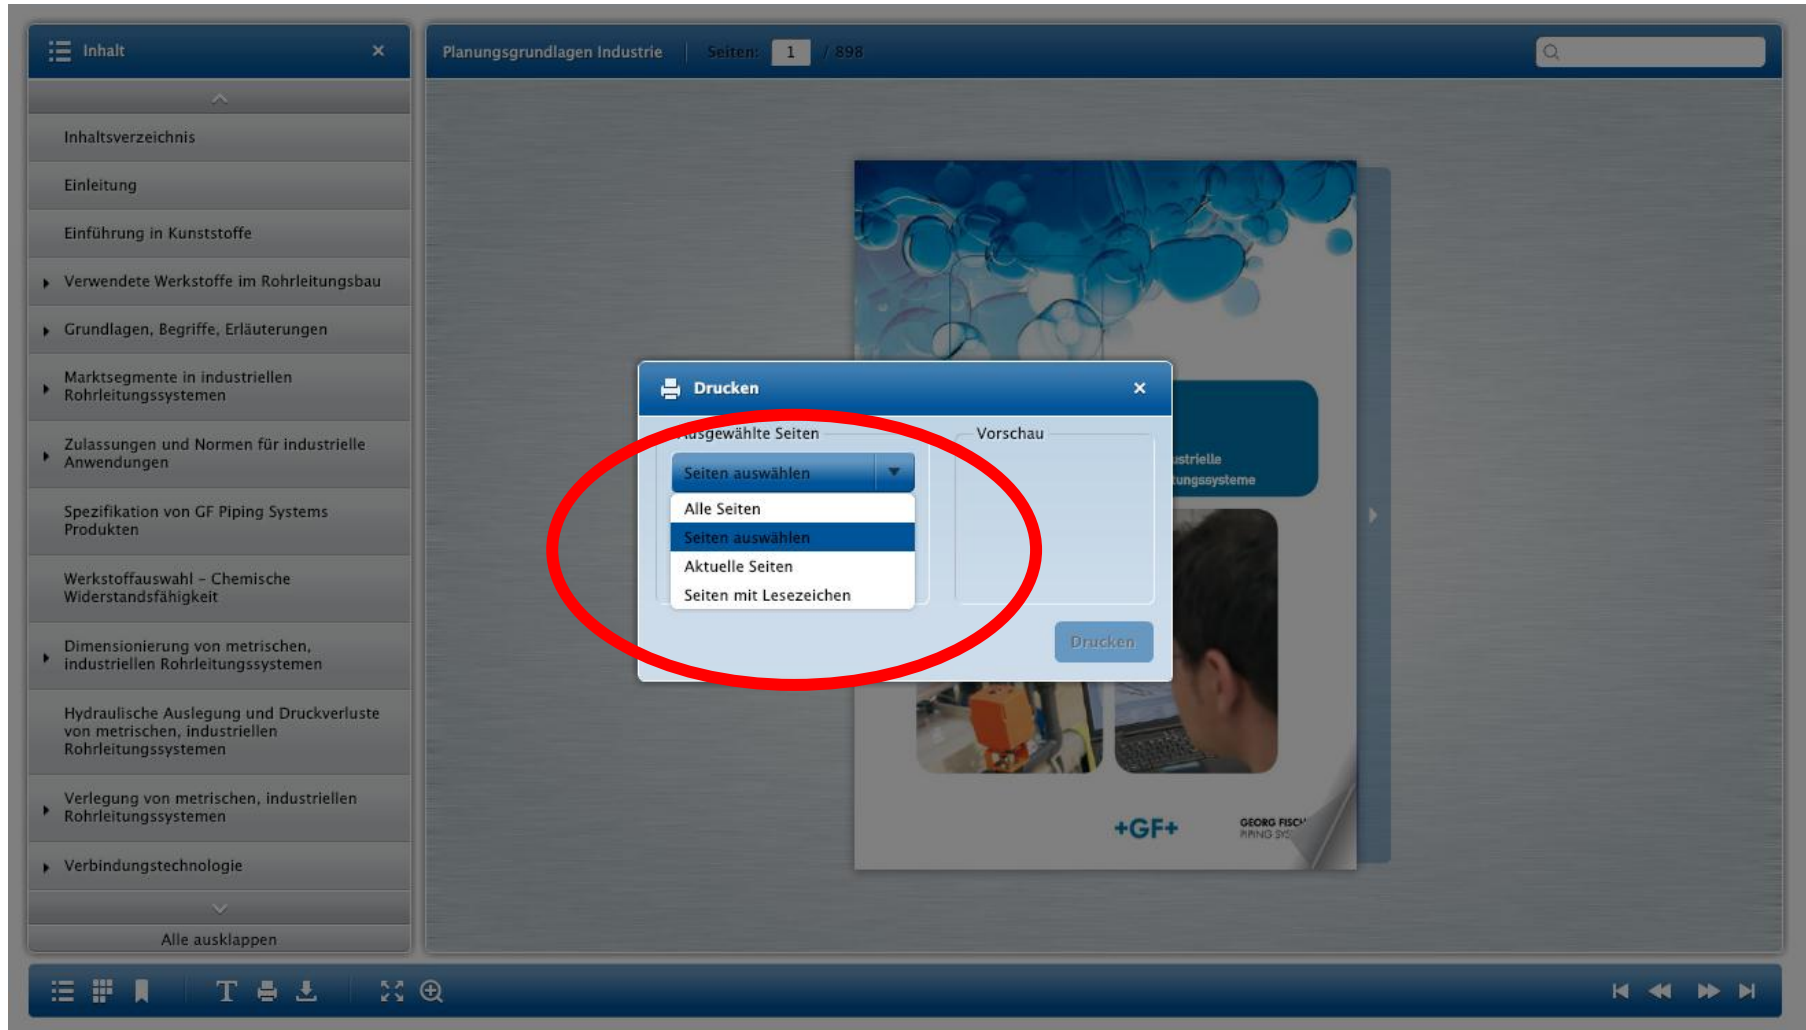 Inhalt
Planungsgrundlagen Industrie
Seiten: 1 / 898
Inhaltsverzeichnis
Einleitung
Einführung in Kunststoffe
Verwendete Werkstoffe im Rohrleitungsbau
Grundlagen, Begriffe, Erläuterungen
Marktsegmente in industriellen
Rohrleitungssystemen
Zulassungen und Normen für industrielle
Anwendungen
Spezifikation von GF Piping Systems
Produkten
Werkstoffauswahl – Chemische
Widerstandsfähigkeit
Dimensionierung von metrischen,
industriellen Rohrleitungssystemen
Hydraulische Auslegung und Druckverluste
von metrischen, industriellen
Rohrleitungssystemen
Verlegung von metrischen, industriellen
Rohrleitungssystemen
Verbindungstechnologie
Alle ausklappen
Drucken
Ausgewählte Seiten
Vorschau
Seiten auswählen
Alle Seiten
Seiten auswählen
Aktuelle Seiten
Seiten mit Lesezeichen
Drucken
+GF+
GEORG